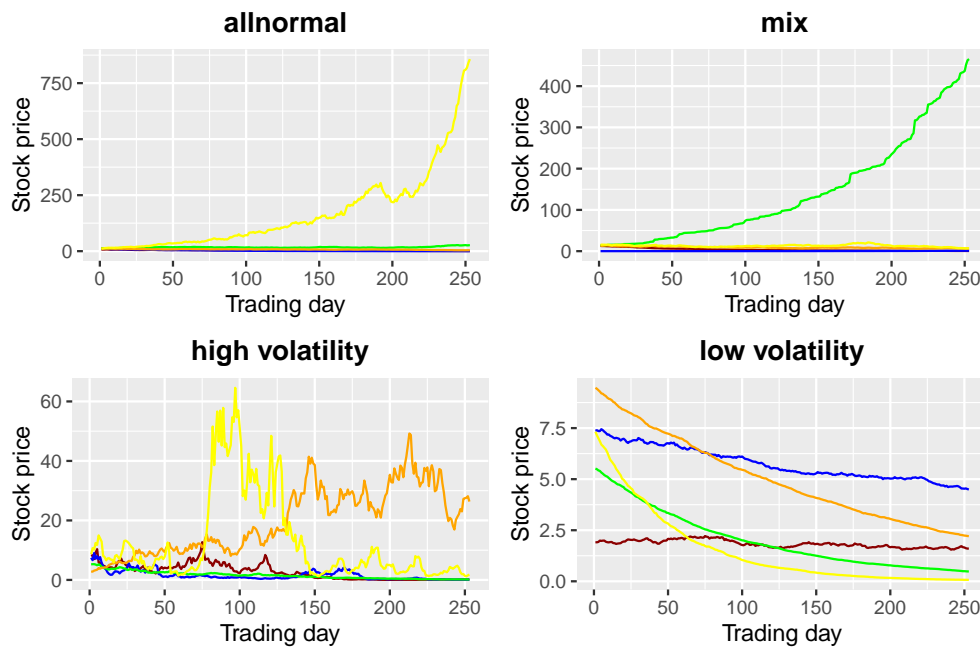 allnormal
750
500
250
0
Stock price
0 50 100 150 200 250
Trading day
mix
400
300
200
100
0
Stock price
0 50 100 150 200 250
Trading day
high volatility
60
40
20
0
Stock price
0 50 100 150 200 250
Trading day
low volatility
7.5
5.0
2.5
0.0
Stock price
0 50 100 150 200 250
Trading day